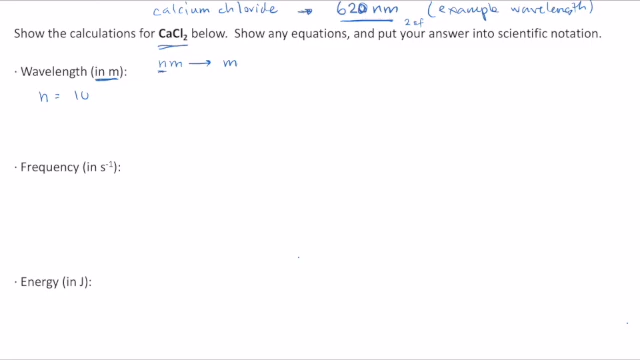 calcium chloride → 620 nm (example wavelength)
2 sf
Show the calculations for CaCl₂ below. Show any equations, and put your answer into scientific notation.
· Wavelength (in m): nm → m
n = 10
· Frequency (in s⁻¹):
· Energy (in J):